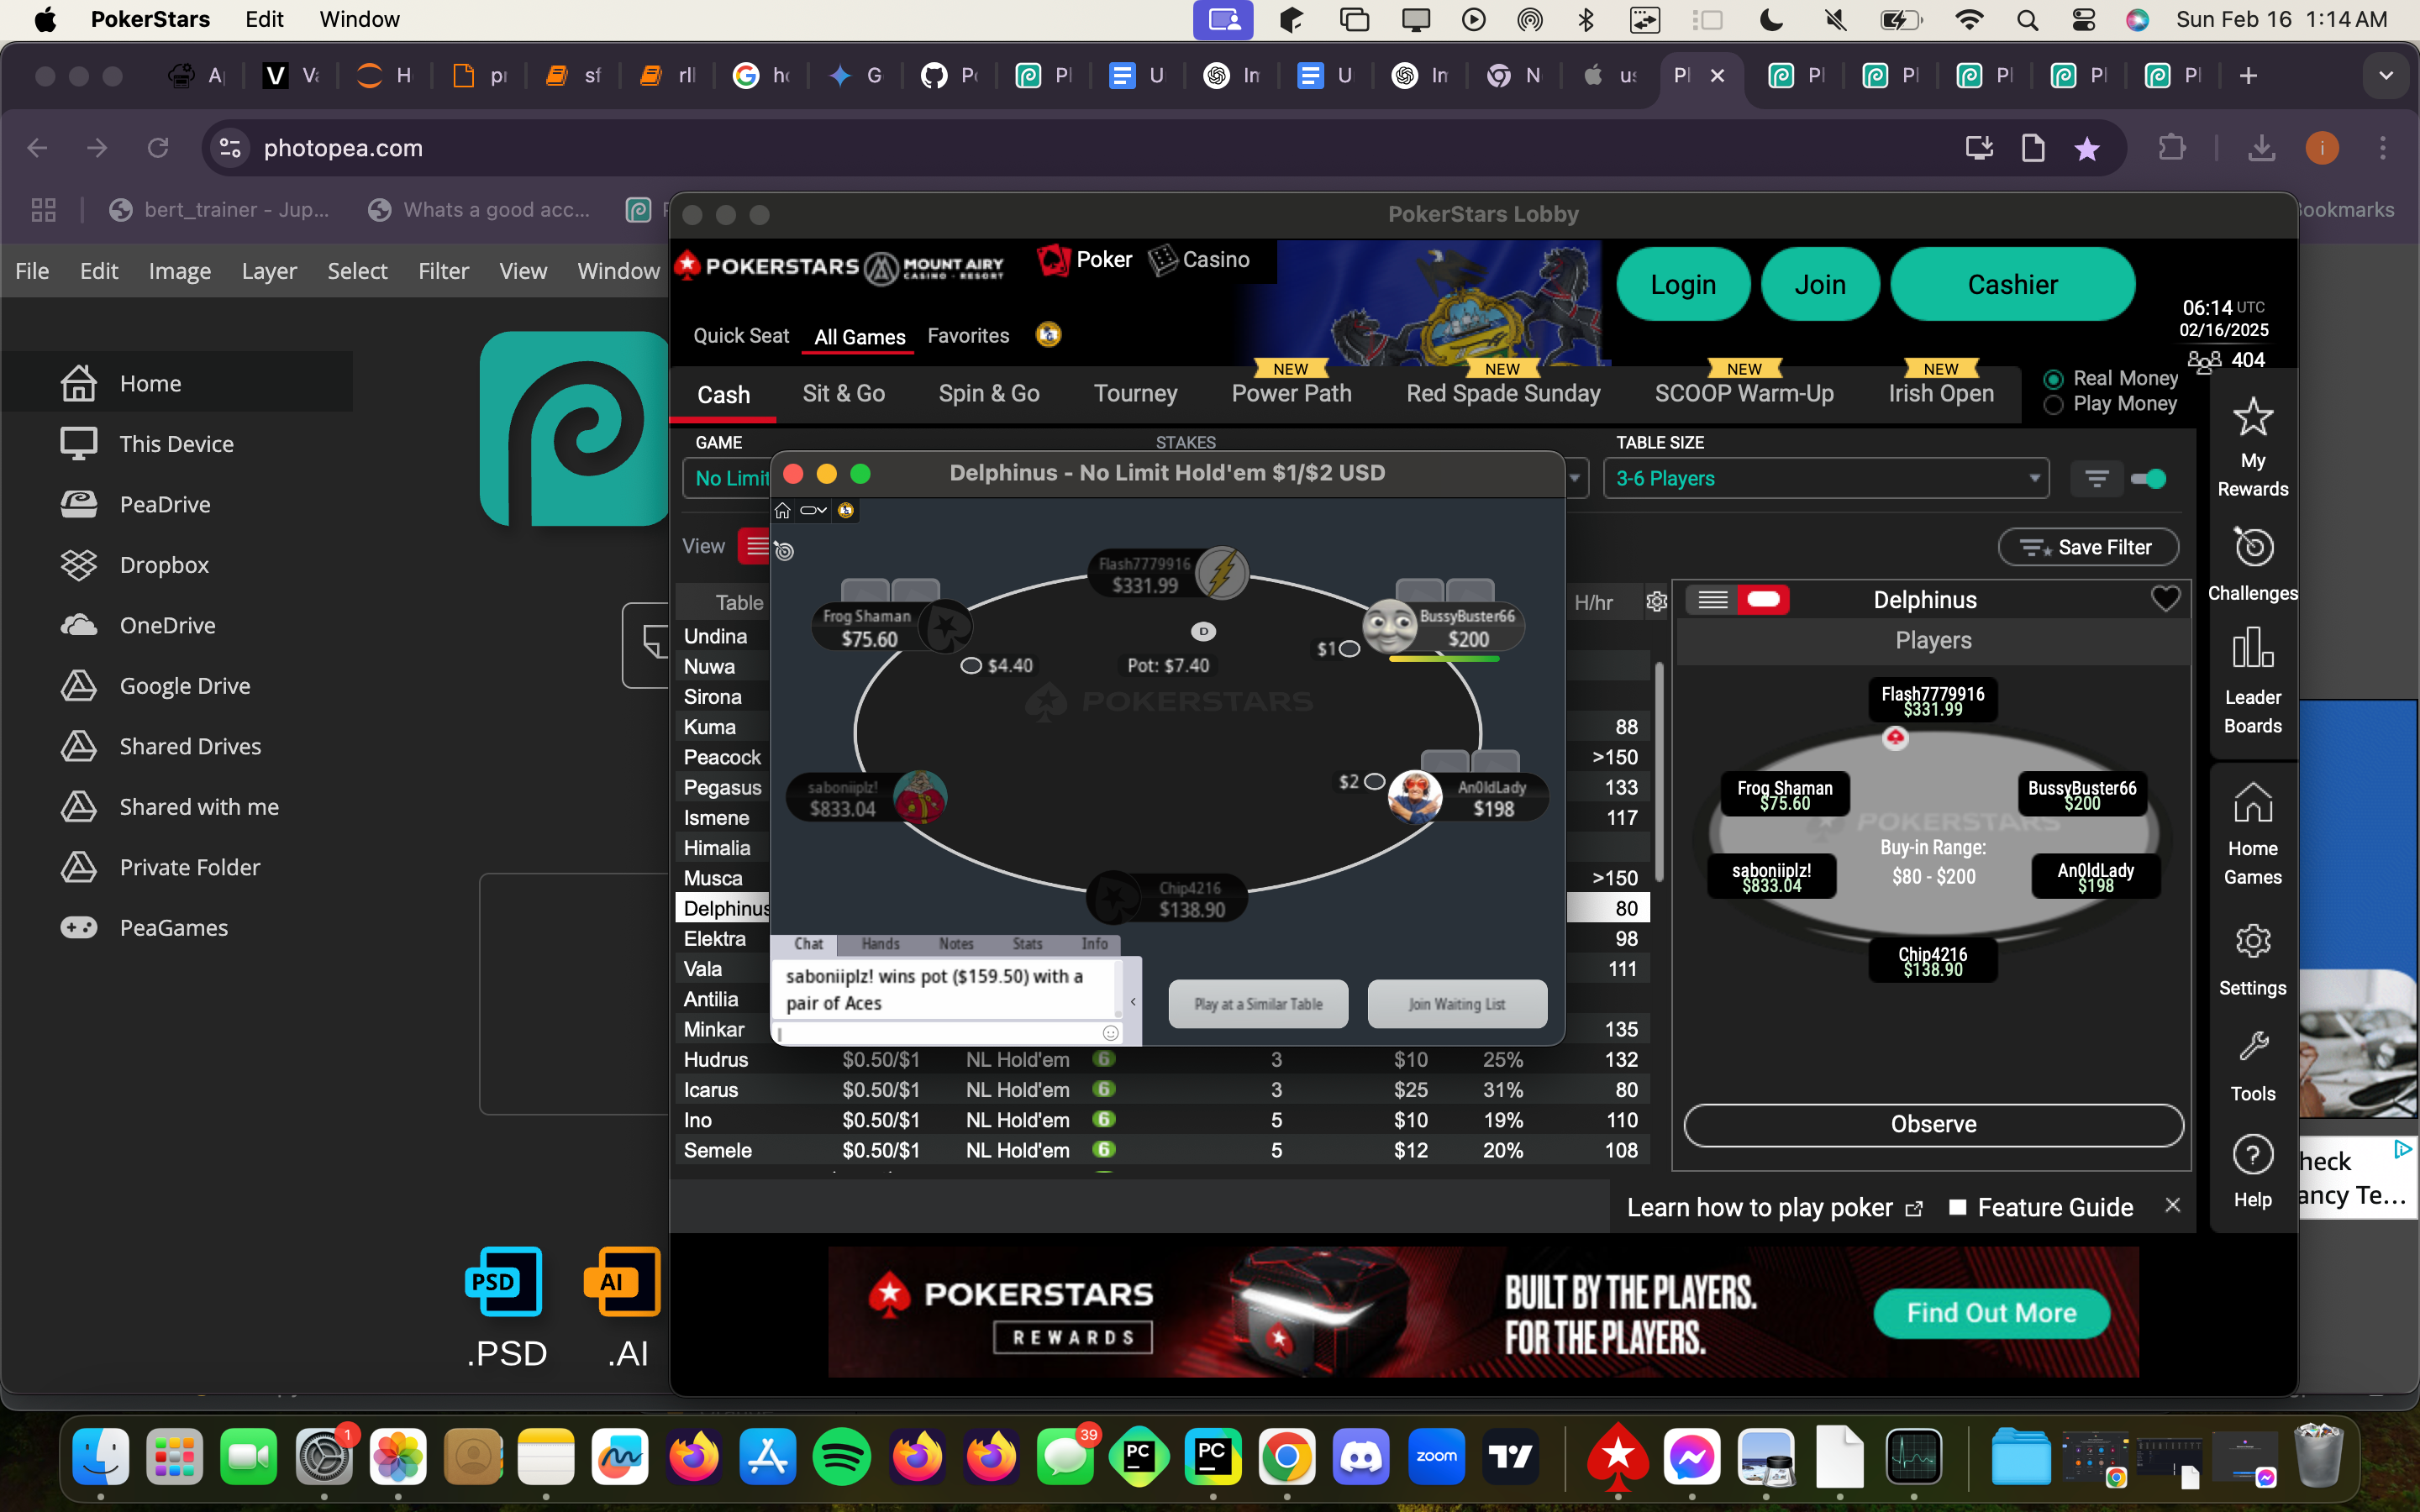 PokerStars Edit Window Sun Feb 16 1:14 AM
photopea.com
bert_trainer - Jup... Whats a good acc... Bookmarks
File Edit Image Layer Select Filter View Window
Home
This Device
PeaDrive
Dropbox
OneDrive
Google Drive
Shared Drives
Shared with me
Private Folder
PeaGames
PSD AI
.PSD .AI
PokerStars Lobby
POKERSTARS MOUNT AIRY CASINO · RESORT Poker Casino
Login Join Cashier
06:14 UTC
02/16/2025
404
Quick Seat All Games Favorites
NEW NEW NEW NEW
Cash Sit & Go Spin & Go Tourney Power Path Red Spade Sunday SCOOP Warm-Up Irish Open
Real Money
Play Money
GAME STAKES TABLE SIZE
No Limit 3-6 Players
View Save Filter
Table H/hr
Undina
Nuwa
Sirona
Kuma 88
Peacock >150
Pegasus 133
Ismene 117
Himalia
Musca >150
Delphinus 80
Elektra 98
Vala 111
Antilia
Minkar 135
Hudrus $0.50/$1 NL Hold'em 6 3 $10 25% 132
Icarus $0.50/$1 NL Hold'em 6 3 $25 31% 80
Ino $0.50/$1 NL Hold'em 6 5 $10 19% 110
Semele $0.50/$1 NL Hold'em 6 5 $12 20% 108
Delphinus - No Limit Hold'em $1/$2 USD
Flash7779916
$331.99
Frog Shaman
$75.60
BussyBuster66
$200
D
$4.40
Pot: $7.40
$1
POKERSTARS
saboniiplz!
$833.04
$2
An0ldLady
$198
Chip4216
$138.90
Chat Hands Notes Stats Info
saboniiplz! wins pot ($159.50) with a
pair of Aces
Play at a Similar Table Join Waiting List
Delphinus
Players
Flash7779916
$331.99
Frog Shaman
$75.60
BussyBuster66
$200
POKERSTARS
Buy-in Range:
$80 - $200
saboniiplz!
$833.04
An0ldLady
$198
Chip4216
$138.90
Observe
My
Rewards
Challenges
Leader
Boards
Home
Games
Settings
Tools
Help
Learn how to play poker Feature Guide
POKERSTARS
REWARDS
BUILT BY THE PLAYERS.
FOR THE PLAYERS.
Find Out More
heck
ancy Te...
1 39
PC PC zoom